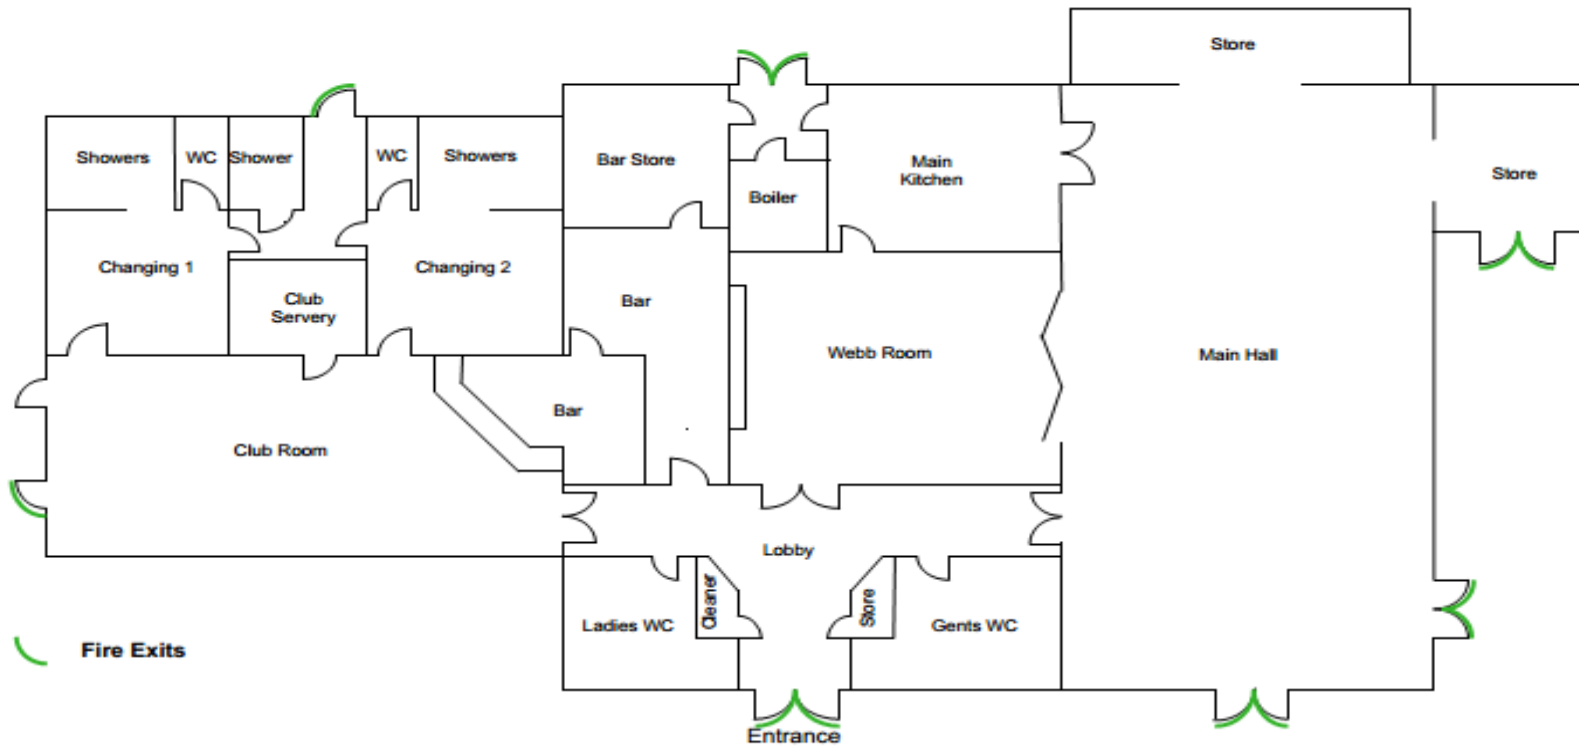 Store
Showers
WC
Shower
WC
Showers
Bar Store
Main
Kitchen
Boiler
Store
Changing 1
Changing 2
Club
Servery
Bar
Webb Room
Main Hall
Bar
Club Room
Lobby
Cleaner
Store
Ladies WC
Gents WC
Fire Exits
Entrance